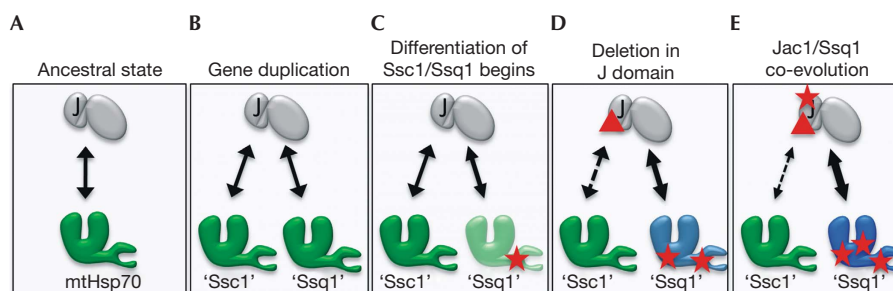 A
Ancestral state
J
mtHsp70
B
Gene duplication
J
‘Ssc1’ ‘Ssq1’
C
Differentiation of
Ssc1/Ssq1 begins
J
‘Ssc1’ ‘Ssq1’
D
Deletion in
J domain
J
‘Ssc1’ ‘Ssq1’
E
Jac1/Ssq1
co-evolution
J
‘Ssc1’ ‘Ssq1’